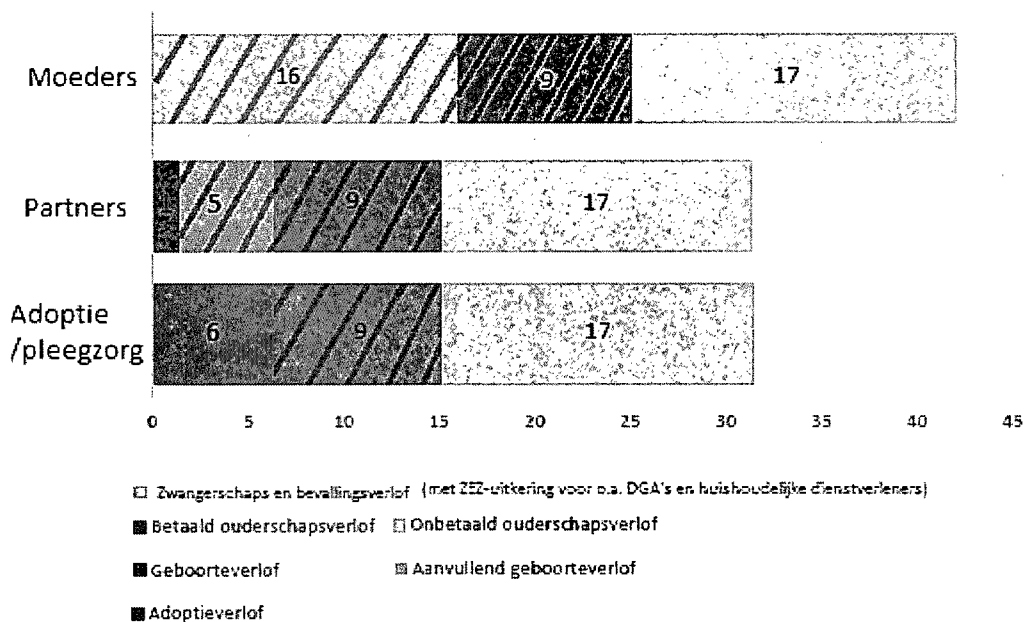 Moeders 16 9 17
Partners 5 9 17
Adoptie
/pleegzorg 6 9 17
0 5 10 15 20 25 30 35 40 45
Zwangerschaps en bevallingsverlof (met ZEZ-uitkering voor o.a. DGA's en huishoudelijke dienstverleners)
Betaald ouderschapsverlof Onbetaald ouderschapsverlof
Geboorteverlof Aanvullend geboorteverlof
Adoptieverlof